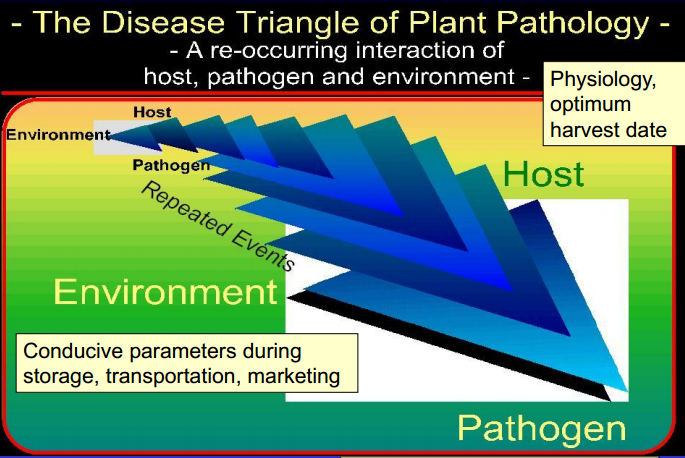 - The Disease Triangle of Plant Pathology -
- A re-occurring interaction of
host, pathogen and environment -
Physiology,
optimum
harvest date
Host
Environment
Pathogen
Repeated Events
Host
Environment
Conducive parameters during
storage, transportation, marketing
Pathogen